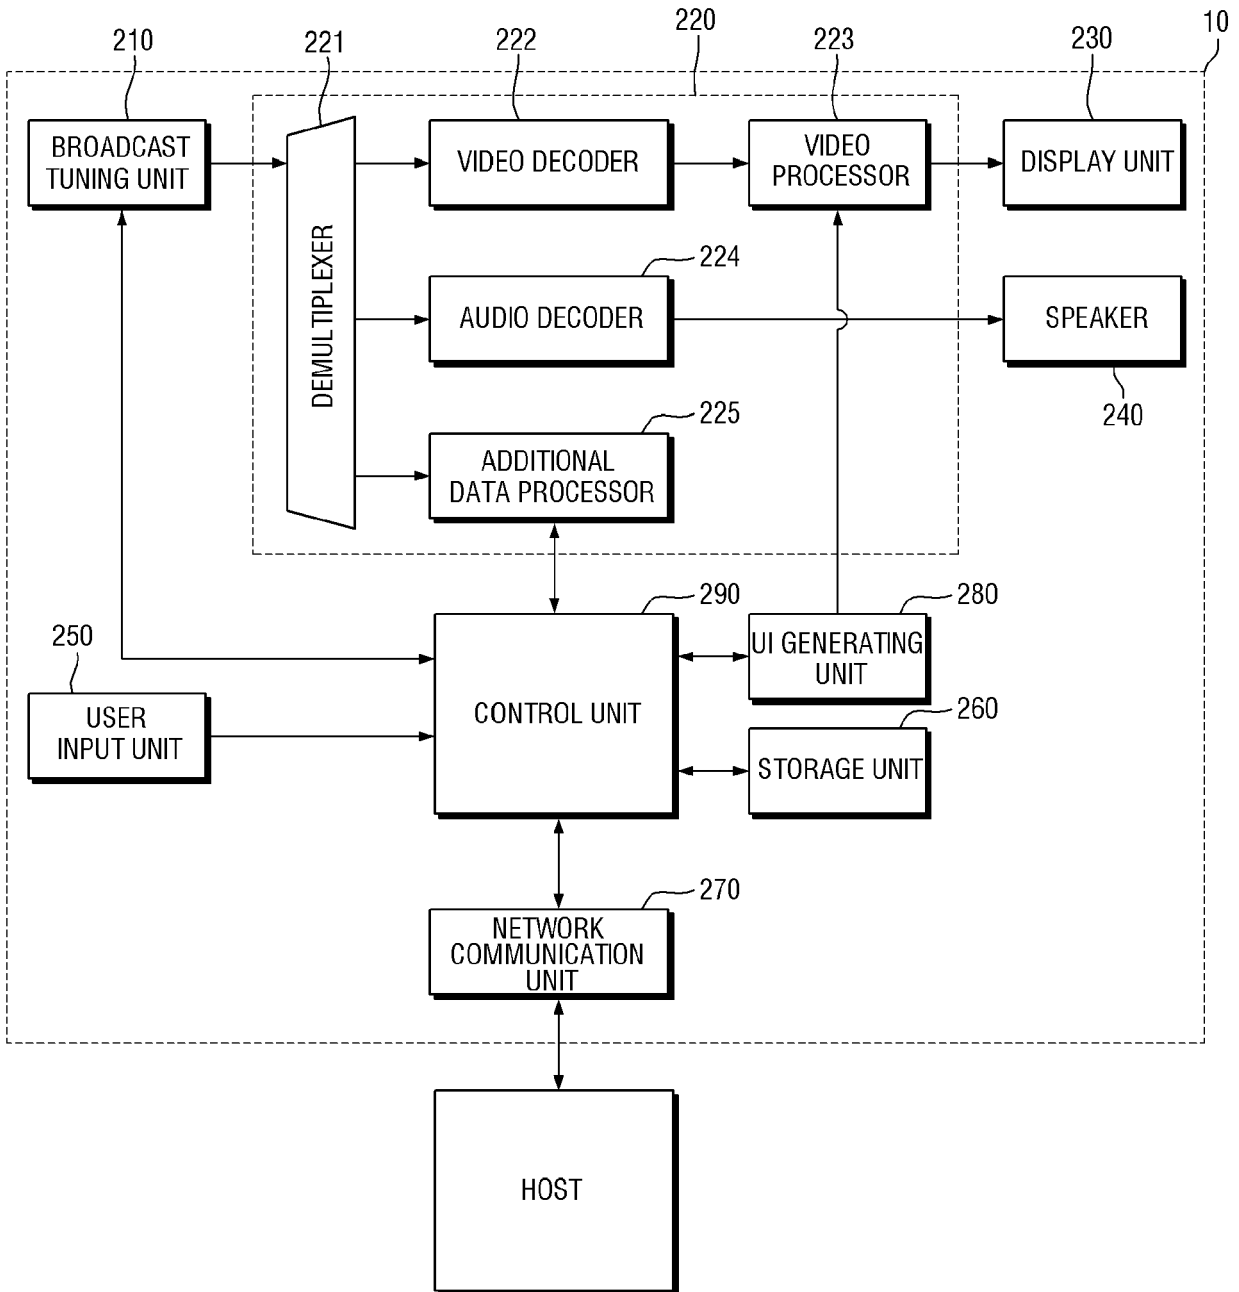 10
220
210
221
222
223
230
BROADCAST
TUNING UNIT
VIDEO DECODER
VIDEO
PROCESSOR
DISPLAY UNIT
DEMULTIPLEXER
224
AUDIO DECODER
SPEAKER
240
225
ADDITIONAL
DATA PROCESSOR
290
280
250
UI GENERATING
UNIT
CONTROL UNIT
USER
INPUT UNIT
260
STORAGE UNIT
270
NETWORK
COMMUNICATION
UNIT
HOST